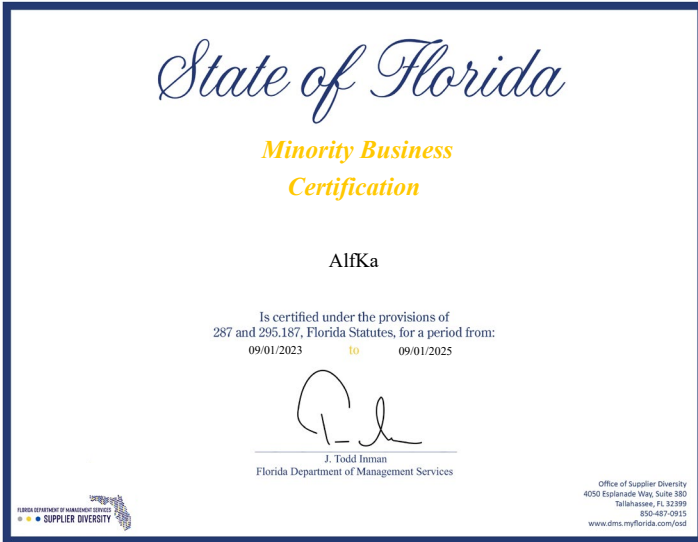 State of Florida
Minority Business
Certification
AlfKa
Is certified under the provisions of
287 and 295.187, Florida Statutes, for a period from:
09/01/2023 to 09/01/2025
J. Todd Inman
Florida Department of Management Services
FLORIDA DEPARTMENT OF MANAGEMENT SERVICES
SUPPLIER DIVERSITY
Office of Supplier Diversity
4050 Esplanade Way, Suite 380
Tallahassee, FL 32399
850-487-0915
www.dms.myflorida.com/osd